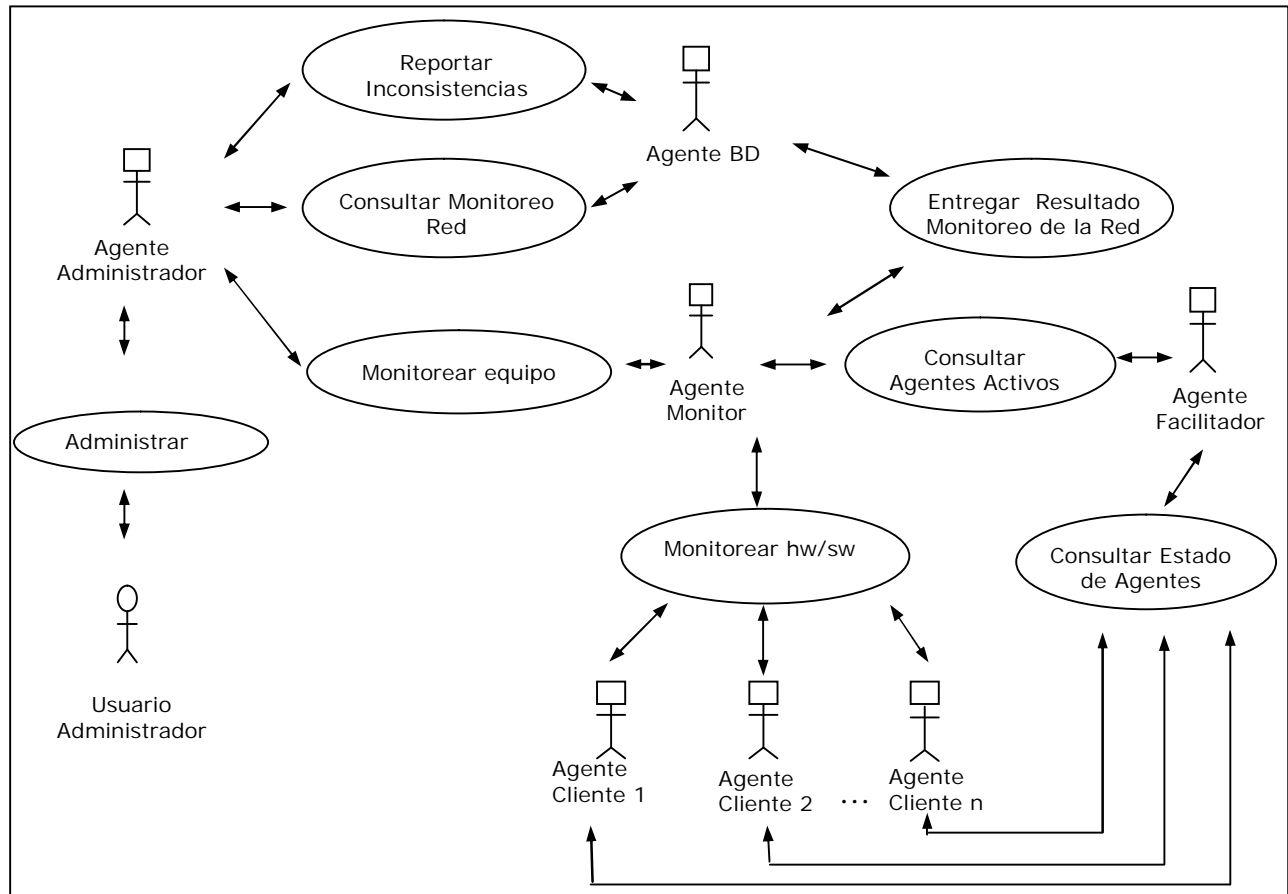 Reportar
Inconsistencias
Agente BD
Consultar Monitoreo
Red
Entregar Resultado
Monitoreo de la Red
Agente
Administrador
Monitorear equipo
Agente
Monitor
Consultar
Agentes Activos
Agente
Facilitador
Administrar
Monitorear hw/sw
Consultar Estado
de Agentes
Usuario
Administrador
Agente
Cliente 1
Agente
Cliente 2
...
Agente
Cliente n